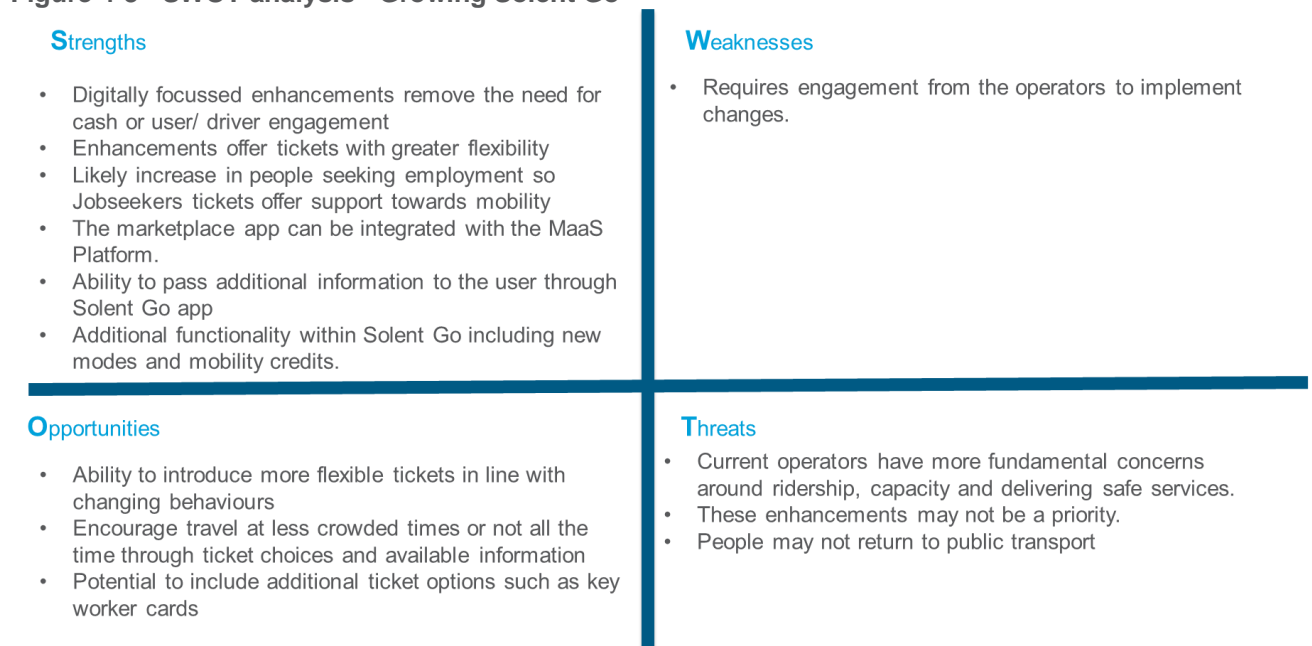 Strengths
• Digitally focussed enhancements remove the need for
cash or user/ driver engagement
• Enhancements offer tickets with greater flexibility
• Likely increase in people seeking employment so
Jobseekers tickets offer support towards mobility
• The marketplace app can be integrated with the MaaS
Platform.
• Ability to pass additional information to the user through
Solent Go app
• Additional functionality within Solent Go including new
modes and mobility credits.
Weaknesses
• Requires engagement from the operators to implement
changes.
Opportunities
• Ability to introduce more flexible tickets in line with
changing behaviours
• Encourage travel at less crowded times or not all the
time through ticket choices and available information
• Potential to include additional ticket options such as key
worker cards
Threats
• Current operators have more fundamental concerns
around ridership, capacity and delivering safe services.
• These enhancements may not be a priority.
• People may not return to public transport